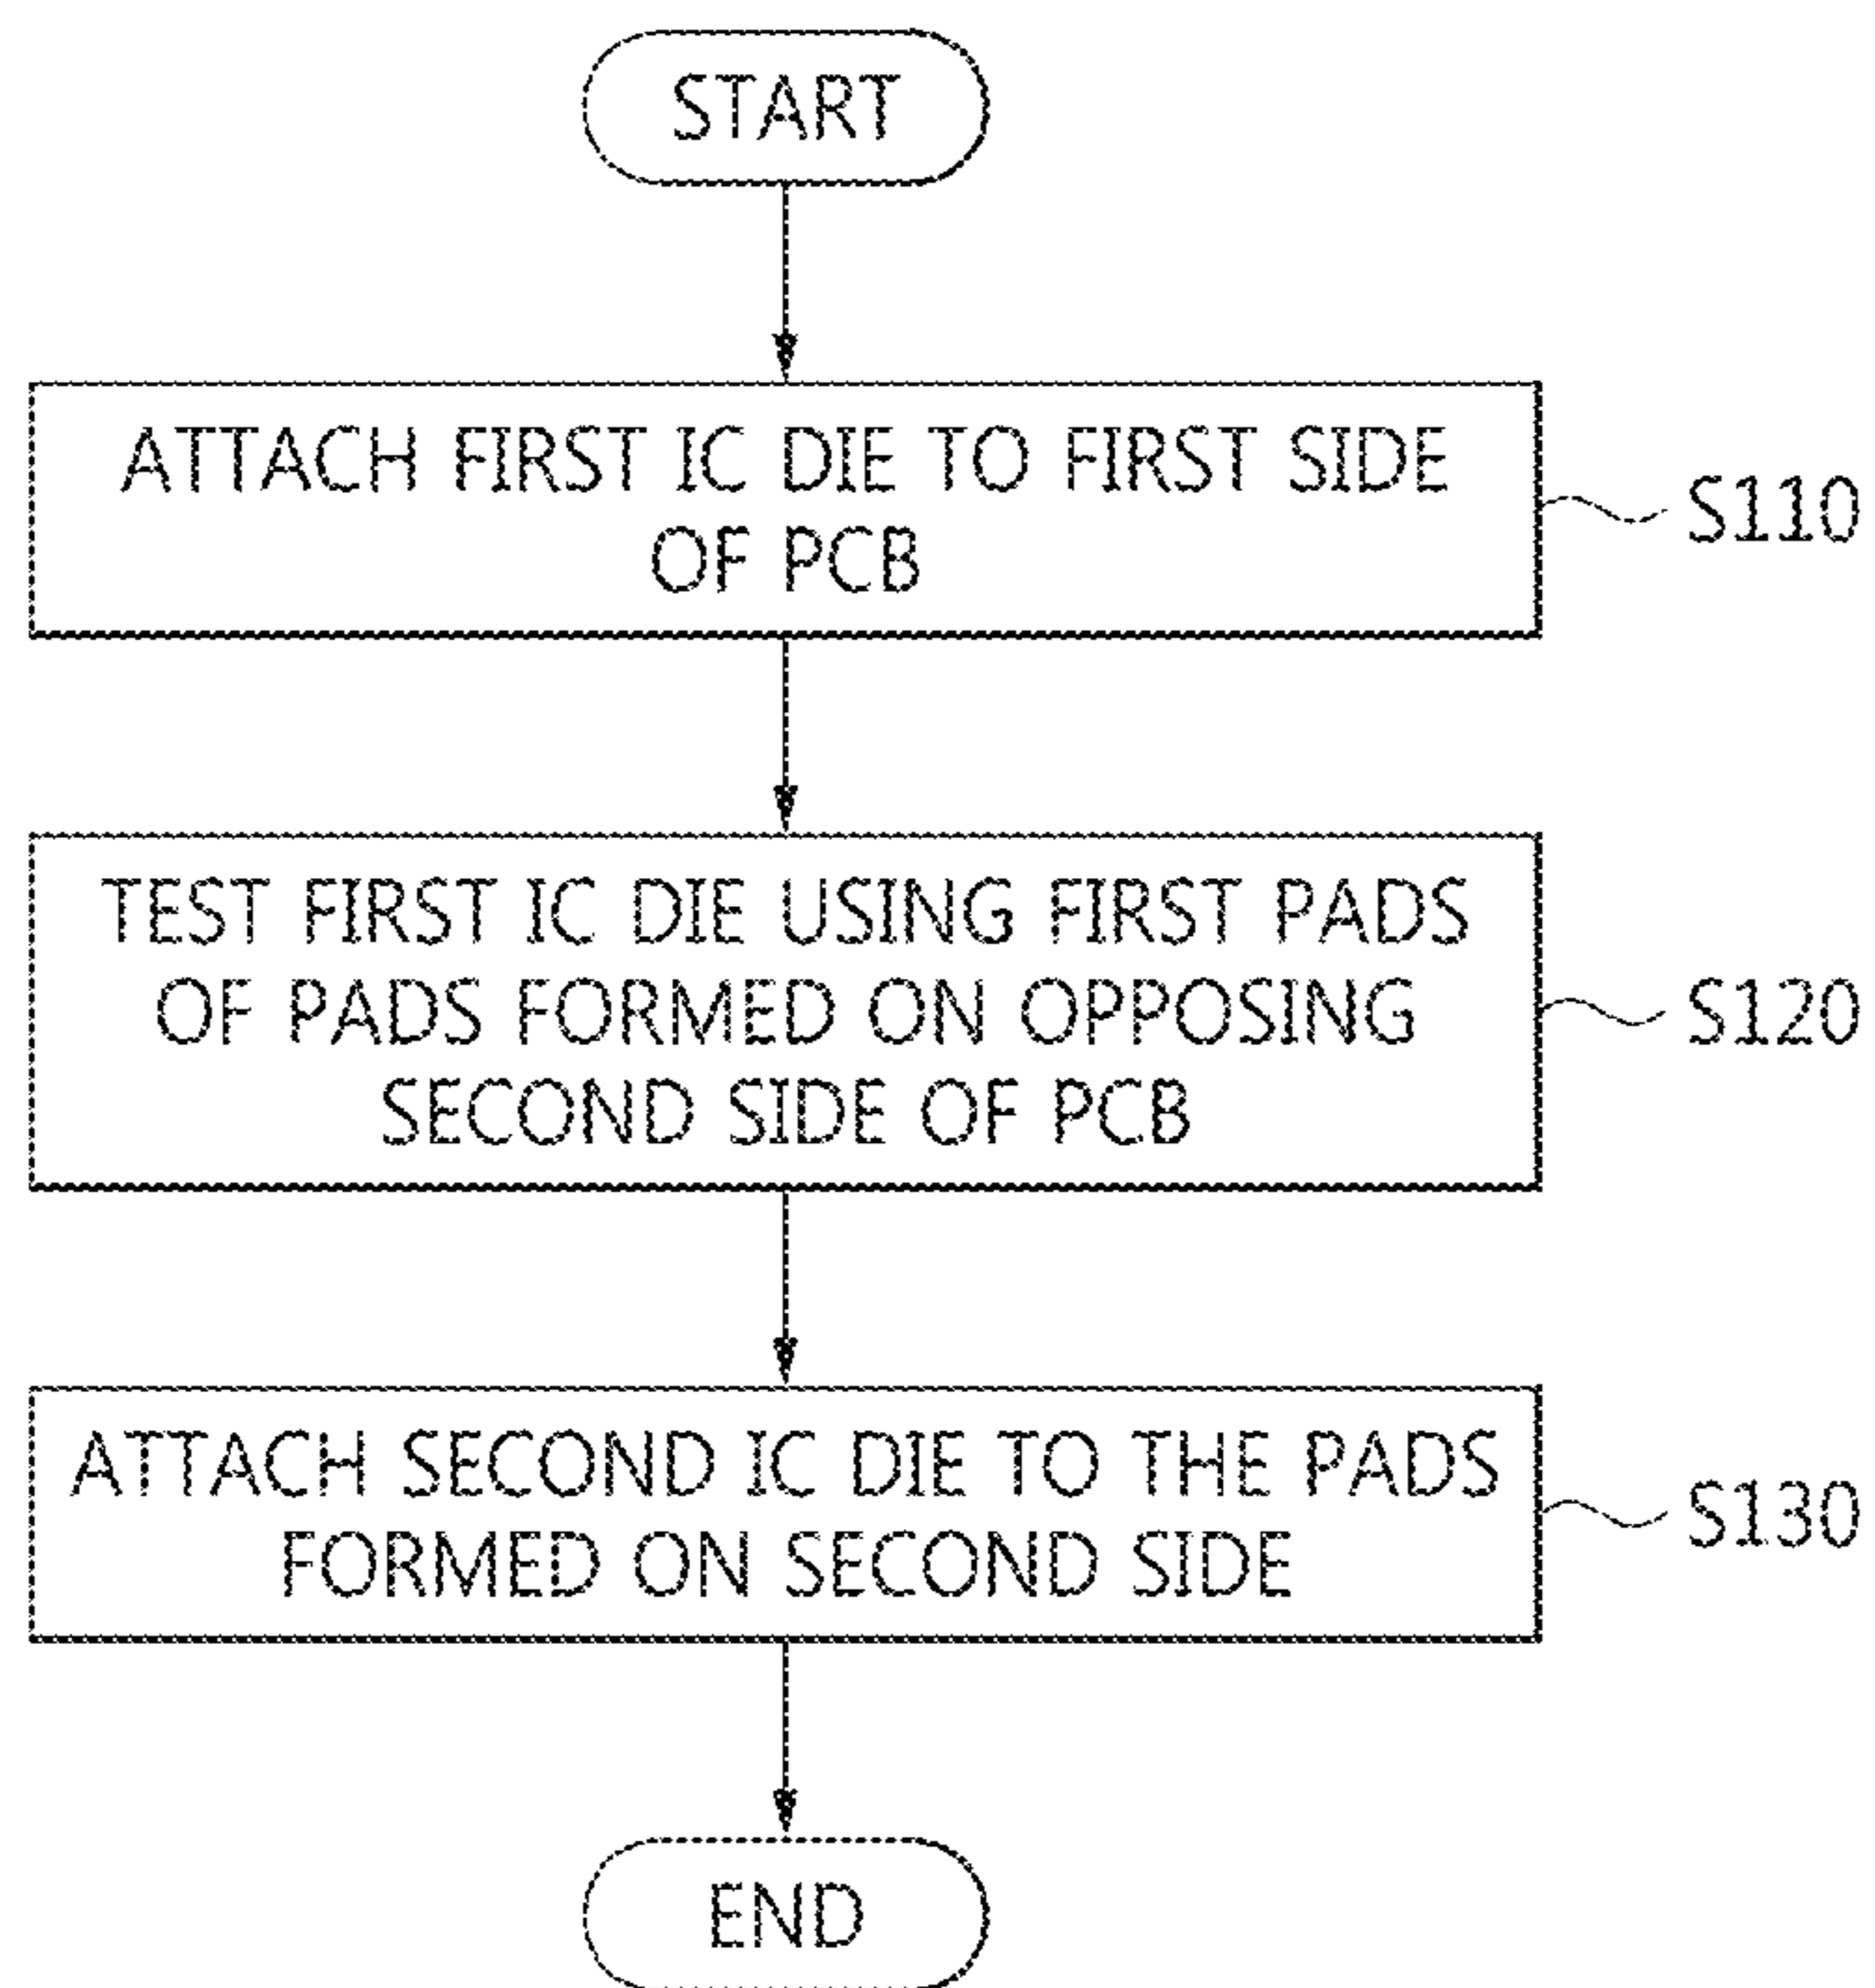 START
ATTACH FIRST IC DIE TO FIRST SIDE
OF PCB
S110
TEST FIRST IC DIE USING FIRST PADS
OF PADS FORMED ON OPPOSING
SECOND SIDE OF PCB
S120
ATTACH SECOND IC DIE TO THE PADS
FORMED ON SECOND SIDE
S130
END